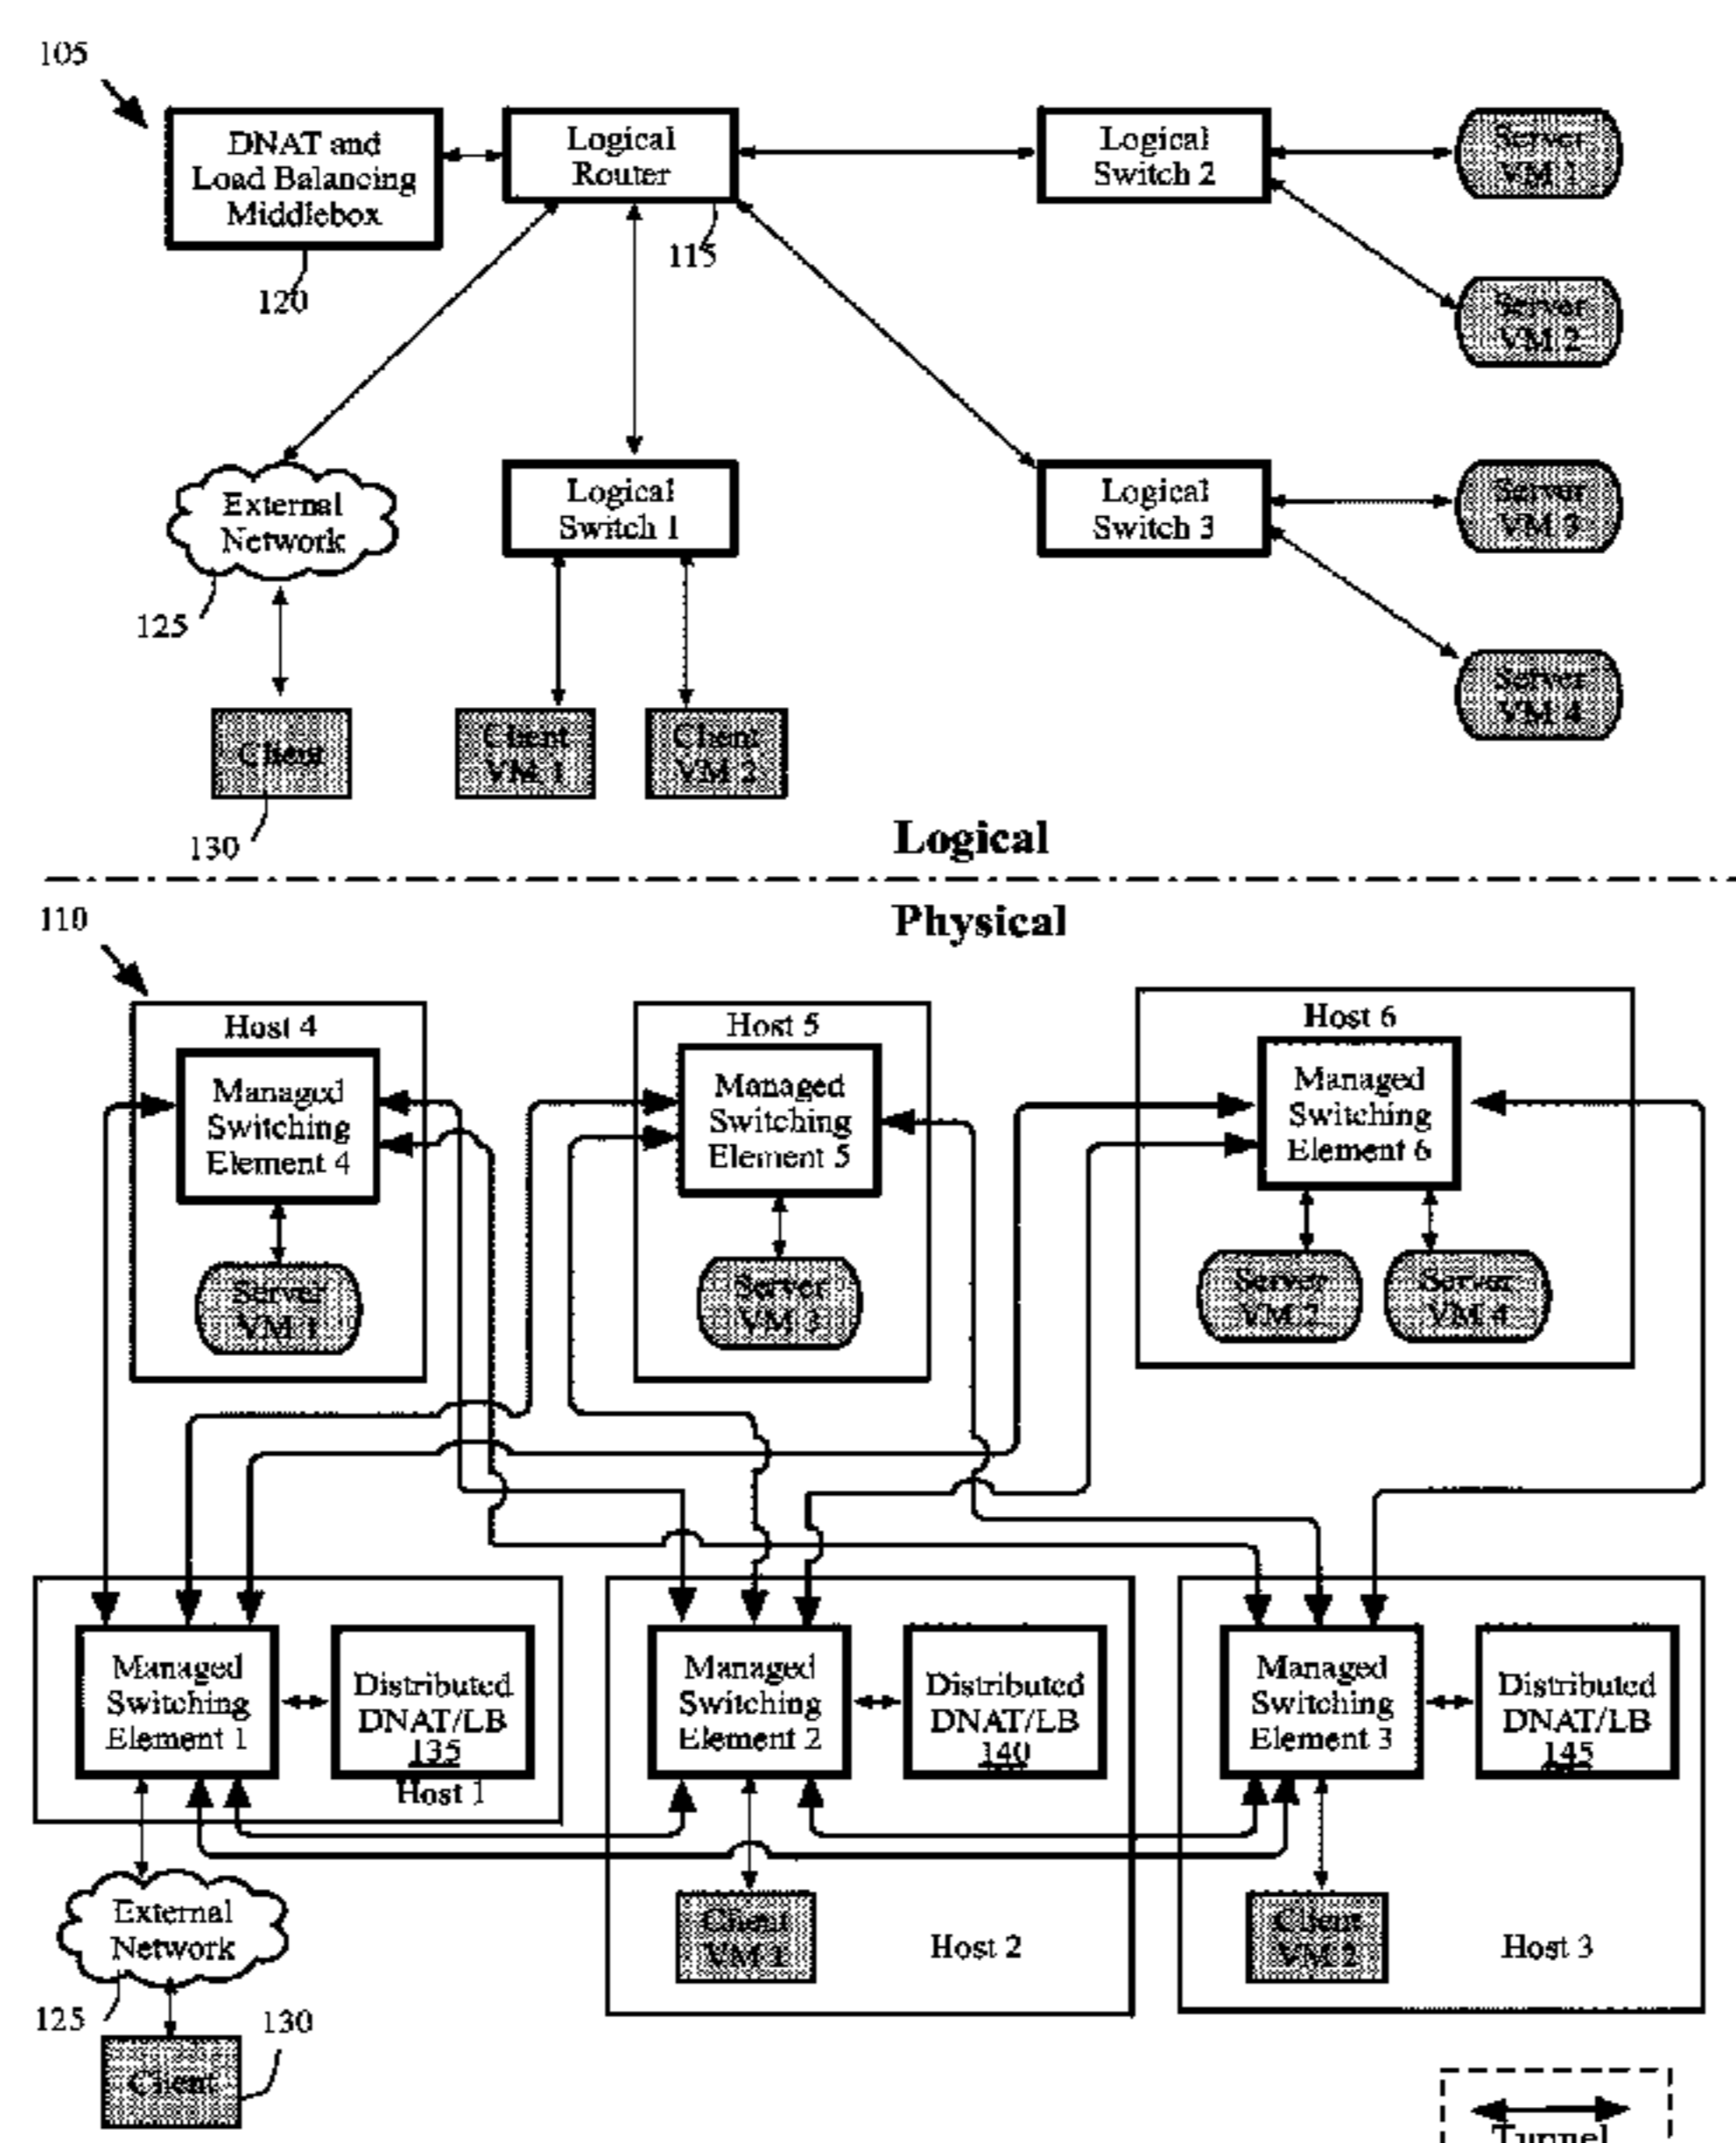 105
DNAT and
Load Balancing
Middlebox
120
Logical
Router
115
Logical
Switch 2
Server
VM 1
Server
VM 2
External
Network
125
Logical
Switch 1
Logical
Switch 3
Server
VM 3
Server
VM 4
Client
130
Client
VM 1
Client
VM 2
Logical
Physical
110
Host 4
Managed
Switching
Element 4
Server
VM 1
Host 5
Managed
Switching
Element 5
Server
VM 3
Host 6
Managed
Switching
Element 6
Server
VM 2
Server
VM 4
Managed
Switching
Element 1
Distributed
DNAT/LB
135
Host 1
Managed
Switching
Element 2
Distributed
DNAT/LB
140
Managed
Switching
Element 3
Distributed
DNAT/LB
145
External
Network
125
Client
130
Client
VM 1
Host 2
Client
VM 2
Host 3
Tunnel